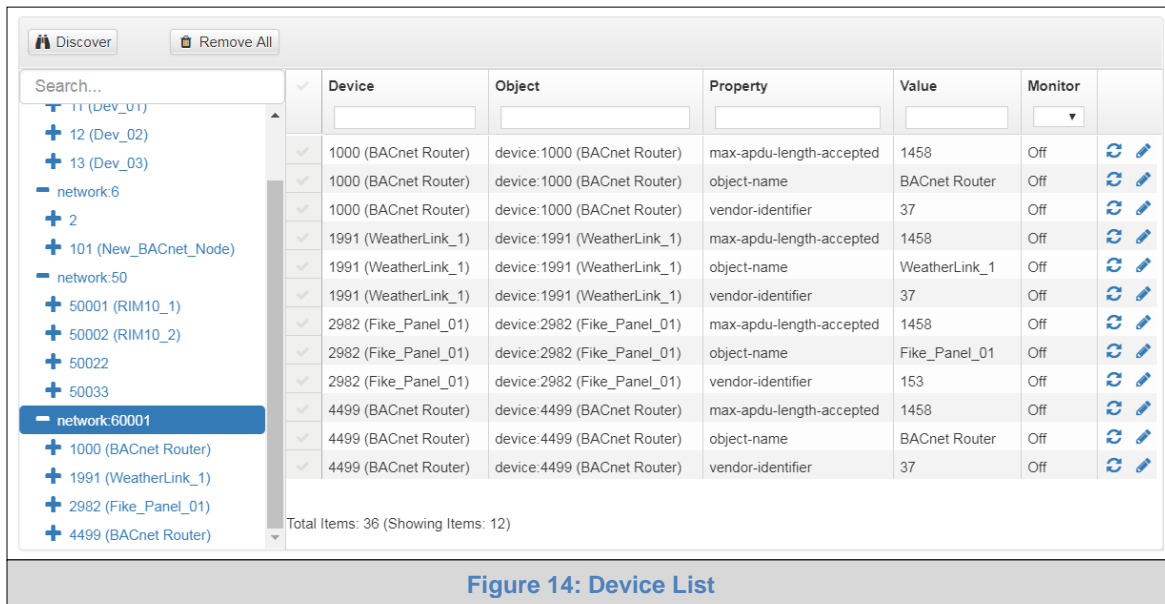 Discover Remove All
Search... Device Object Property Value Monitor
11 (Dev_01)
12 (Dev_02)
13 (Dev_03)
network:6
2
101 (New_BACnet_Node)
network:50
50001 (RIM10_1)
50002 (RIM10_2)
50022
50033
network:60001
1000 (BACnet Router)
1991 (WeatherLink_1)
2982 (Fike_Panel_01)
4499 (BACnet Router)
1000 (BACnet Router) device:1000 (BACnet Router) max-apdu-length-accepted 1458 Off
1000 (BACnet Router) device:1000 (BACnet Router) object-name BACnet Router Off
1000 (BACnet Router) device:1000 (BACnet Router) vendor-identifier 37 Off
1991 (WeatherLink_1) device:1991 (WeatherLink_1) max-apdu-length-accepted 1458 Off
1991 (WeatherLink_1) device:1991 (WeatherLink_1) object-name WeatherLink_1 Off
1991 (WeatherLink_1) device:1991 (WeatherLink_1) vendor-identifier 37 Off
2982 (Fike_Panel_01) device:2982 (Fike_Panel_01) max-apdu-length-accepted 1458 Off
2982 (Fike_Panel_01) device:2982 (Fike_Panel_01) object-name Fike_Panel_01 Off
2982 (Fike_Panel_01) device:2982 (Fike_Panel_01) vendor-identifier 153 Off
4499 (BACnet Router) device:4499 (BACnet Router) max-apdu-length-accepted 1458 Off
4499 (BACnet Router) device:4499 (BACnet Router) object-name BACnet Router Off
4499 (BACnet Router) device:4499 (BACnet Router) vendor-identifier 37 Off
Total Items: 36 (Showing Items: 12)
Figure 14: Device List